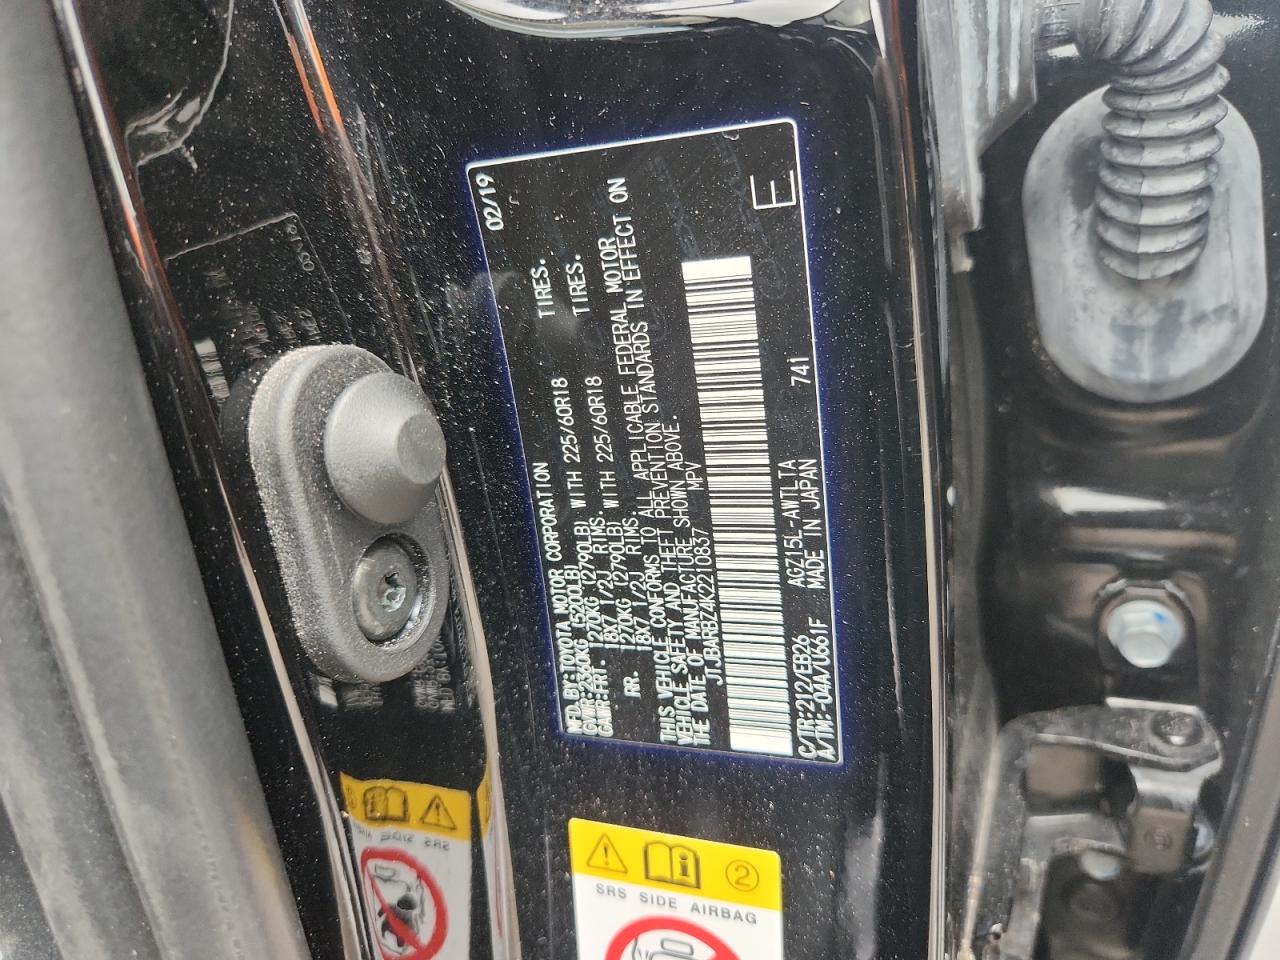 MFD. BY: TOYOTA MOTOR CORPORATION 02/19
GVWR: 2360KG (5200LB)
GAWR: FRT. 1270KG (2790LB) WITH 225/60R18 TIRES.
18X7 1/2J RIMS.
RR. 1270KG (2790LB) WITH 225/60R18 TIRES.
18X7 1/2J RIMS.
THIS VEHICLE CONFORMS TO ALL APPLICABLE FEDERAL MOTOR
VEHICLE SAFETY AND THEFT PREVENTION STANDARDS IN EFFECT ON
THE DATE OF MANUFACTURE SHOWN ABOVE.
JTJBARBZ4K2210837 MPV
E
C/TR:212/EB26 AGZ15L-AWTLTA 741
A/TM:-04A/U661F MADE IN JAPAN
2
SRS SIDE AIRBAG